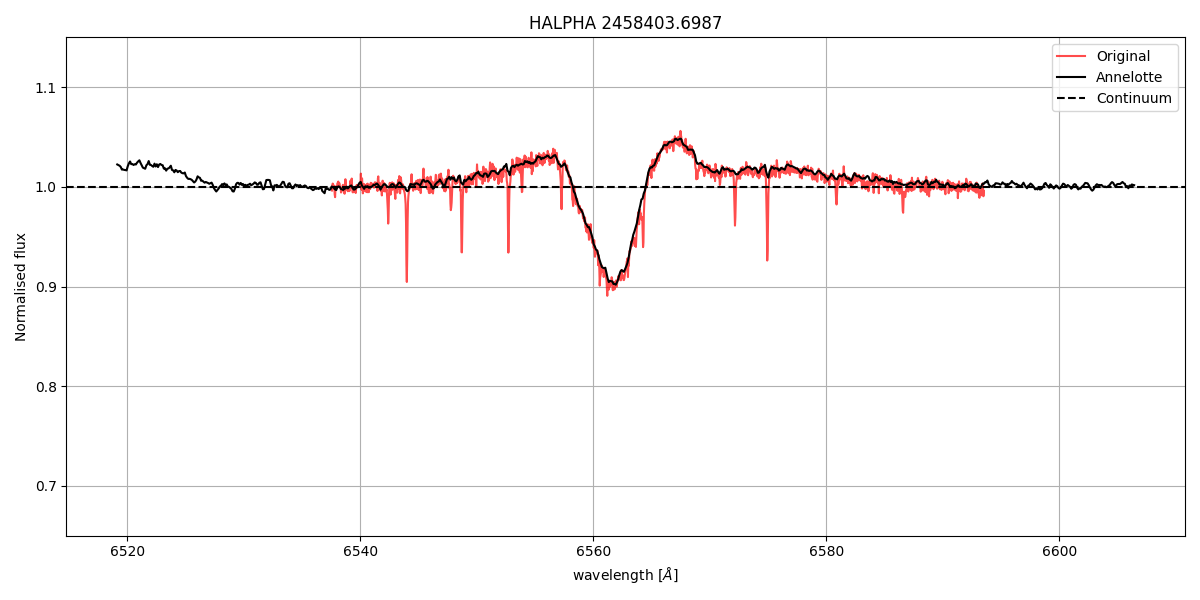 HALPHA 2458403.6987
Original
Annelotte
Continuum
1.1
1.0
0.9
0.8
0.7
Normalised flux
6520 6540 6560 6580 6600
wavelength [Å]